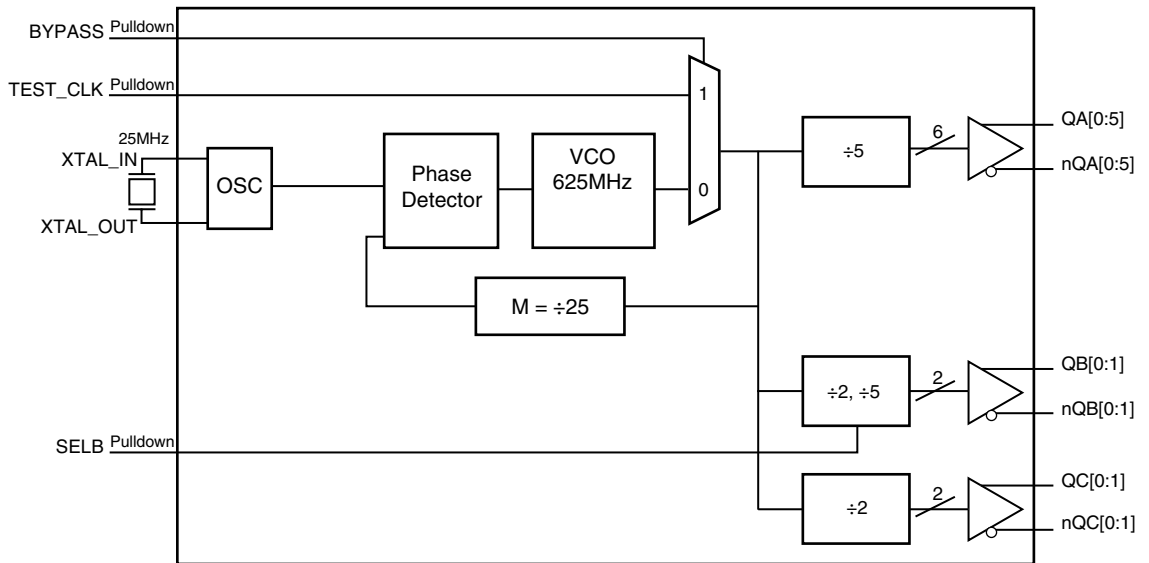 BYPASS Pulldown
TEST_CLK Pulldown
1
25MHz
XTAL_IN
OSC
XTAL_OUT
Phase
Detector
VCO
625MHz
0
÷5
6
QA[0:5]
nQA[0:5]
M = ÷25
÷2, ÷5
2
QB[0:1]
nQB[0:1]
SELB Pulldown
÷2
2
QC[0:1]
nQC[0:1]